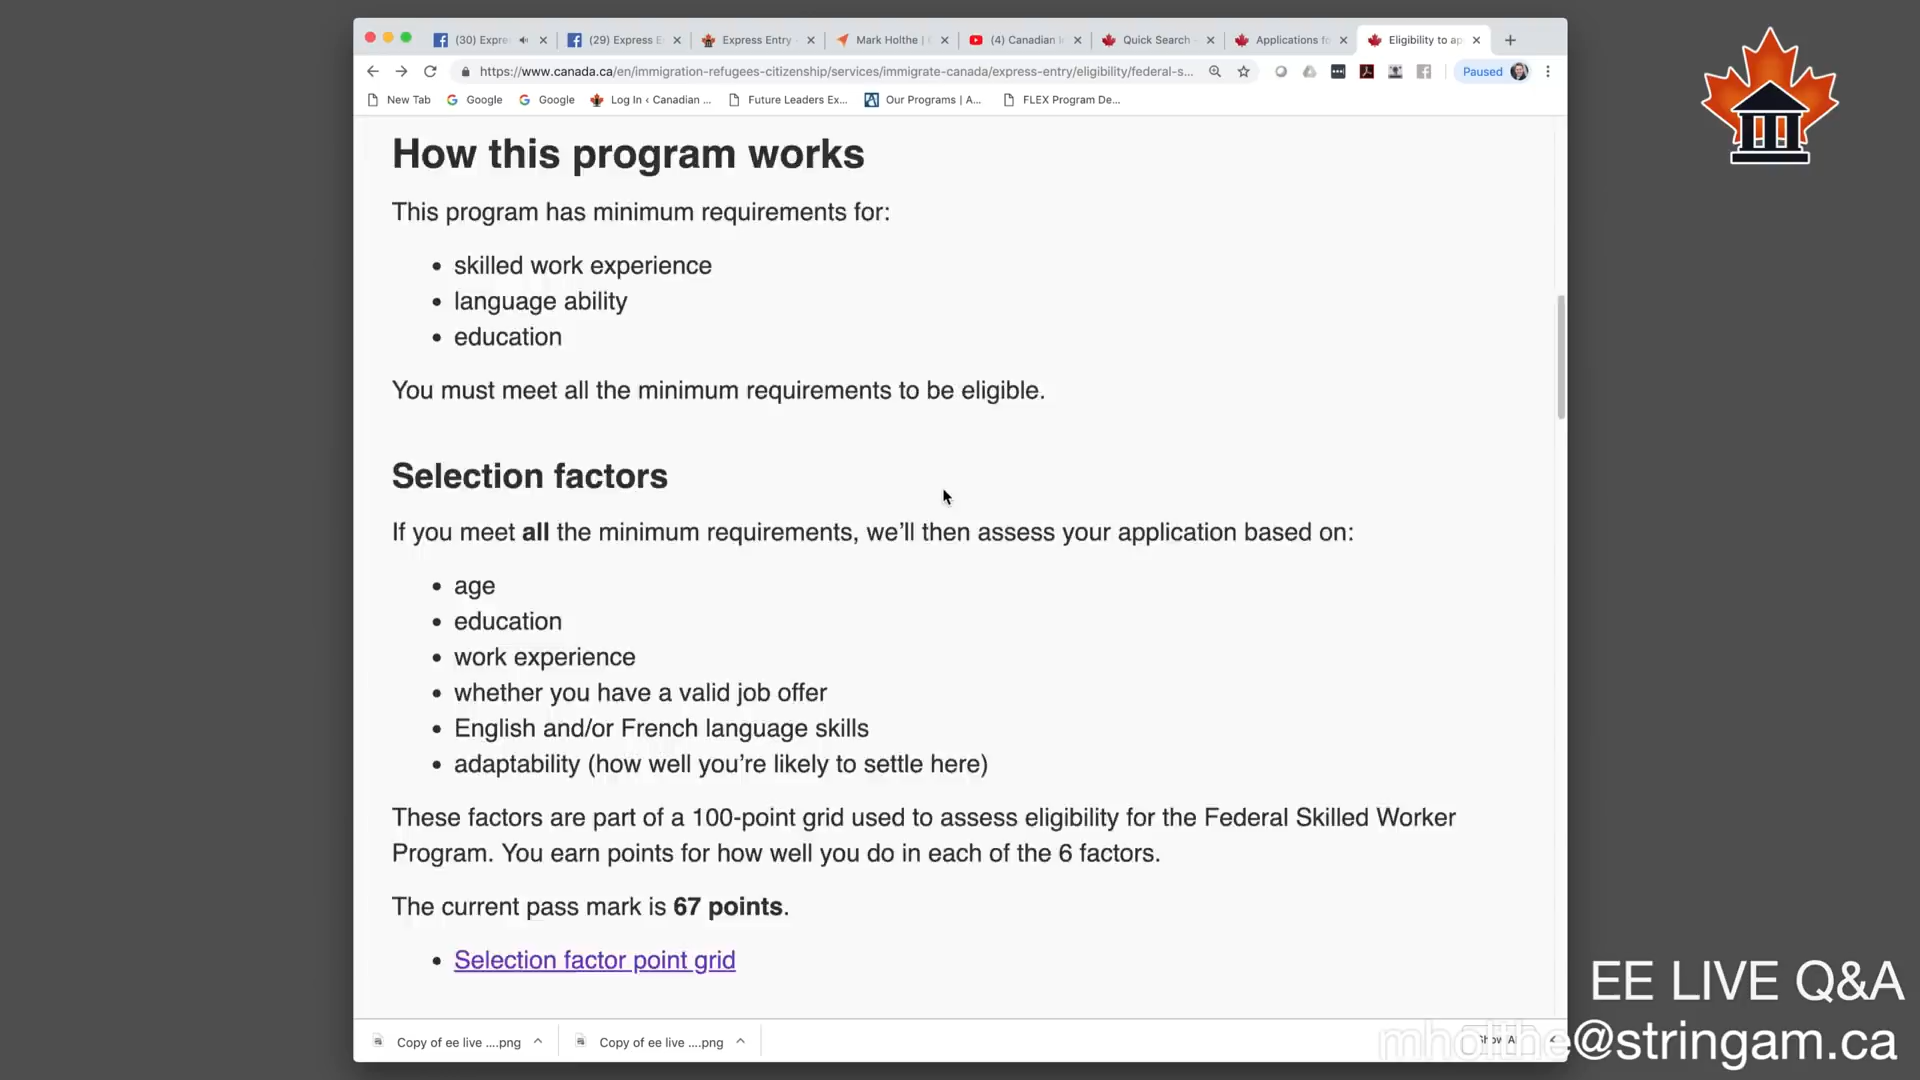 (30) Expre
(29) Express E
Express Entry
Mark Holthe |
(4) Canadian I
Quick Search
Applications fo
Eligibility to ap
https://www.canada.ca/en/immigration-refugees-citizenship/services/immigrate-canada/express-entry/eligibility/federal-s...
Paused
New Tab
Google
Google
Log In ‹ Canadian ...
Future Leaders Ex...
Our Programs | A...
FLEX Program De...
How this program works
This program has minimum requirements for:
• skilled work experience
• language ability
• education
You must meet all the minimum requirements to be eligible.
Selection factors
If you meet all the minimum requirements, we’ll then assess your application based on:
• age
• education
• work experience
• whether you have a valid job offer
• English and/or French language skills
• adaptability (how well you’re likely to settle here)
These factors are part of a 100-point grid used to assess eligibility for the Federal Skilled Worker
Program. You earn points for how well you do in each of the 6 factors.
The current pass mark is 67 points.
• Selection factor point grid
EE LIVE Q&A
Copy of ee live ....png
Copy of ee live ....png
Show All
mholthe@stringam.ca